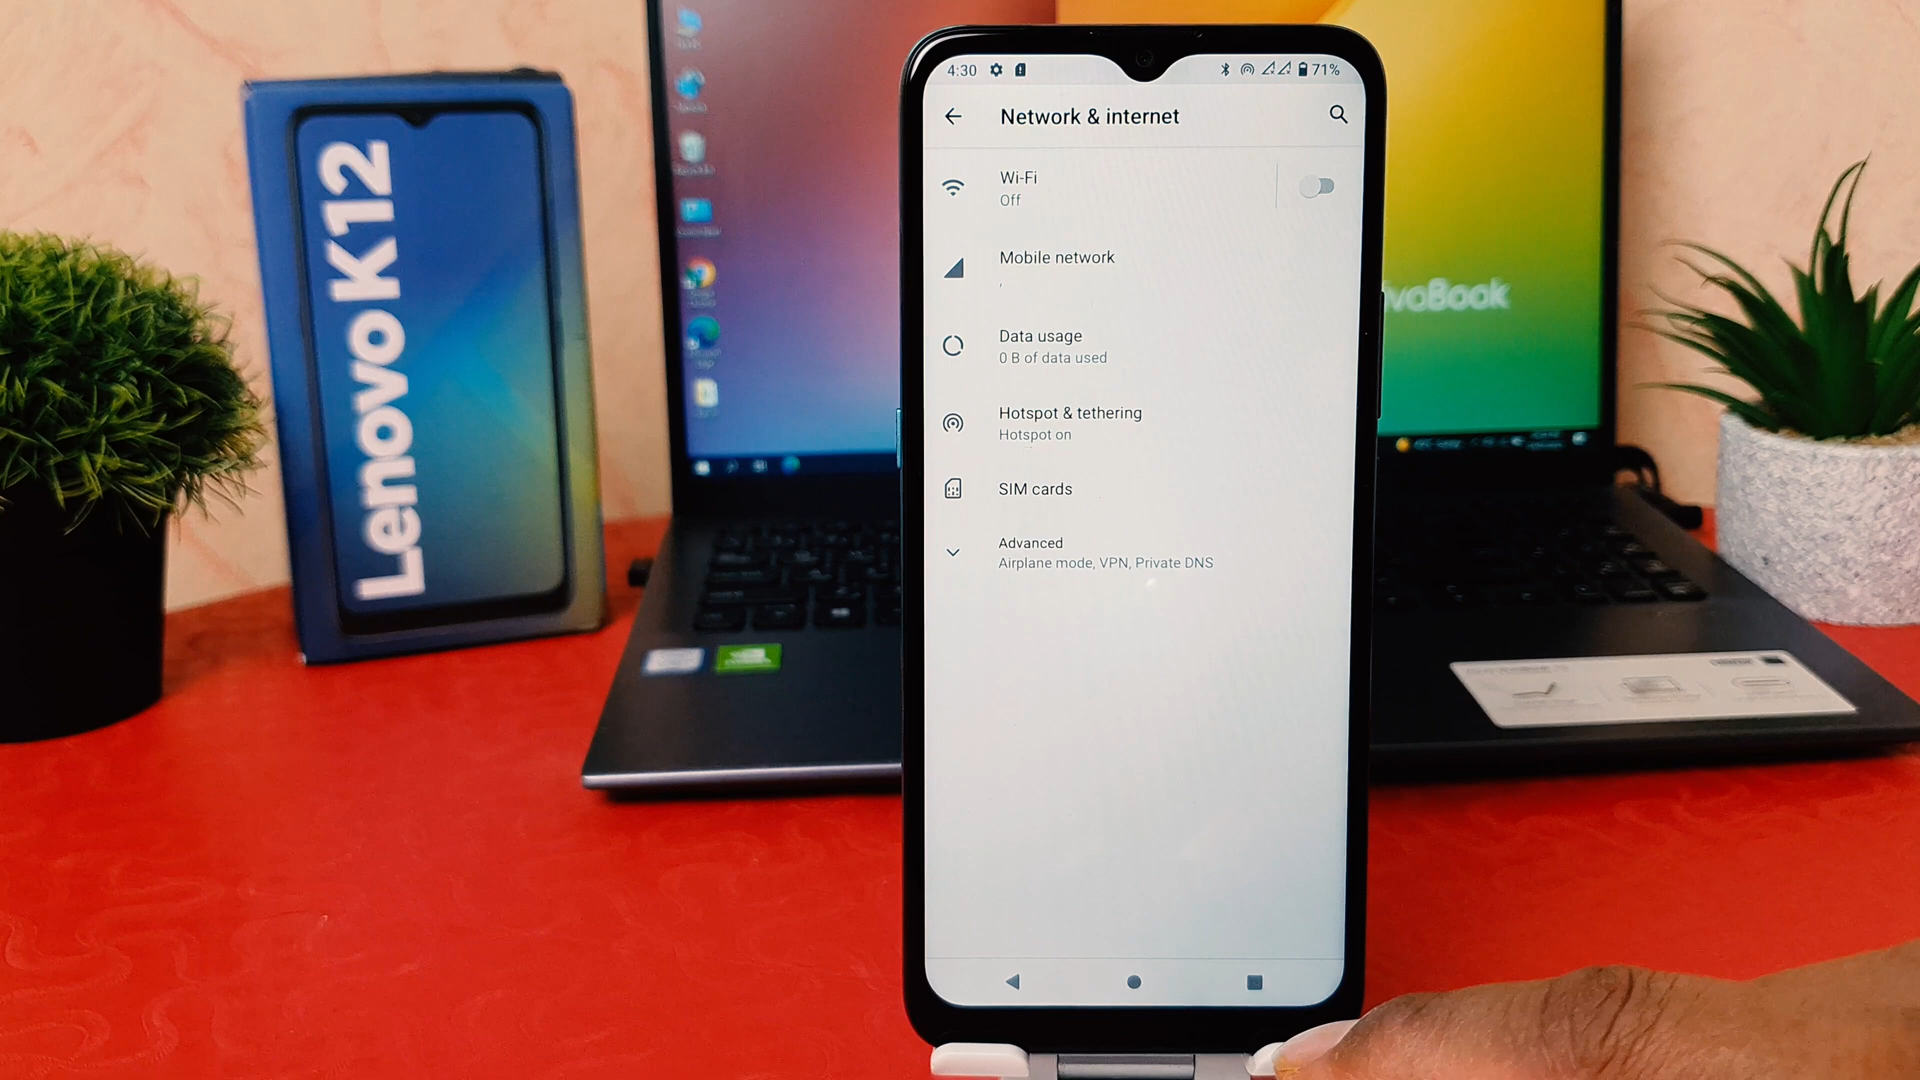 Lenovo K12
4:30
71%
Network & internet
Wi-Fi
Off
Mobile network
,
Data usage
0 B of data used
Hotspot & tethering
Hotspot on
SIM cards
Advanced
Airplane mode, VPN, Private DNS
ivoBook